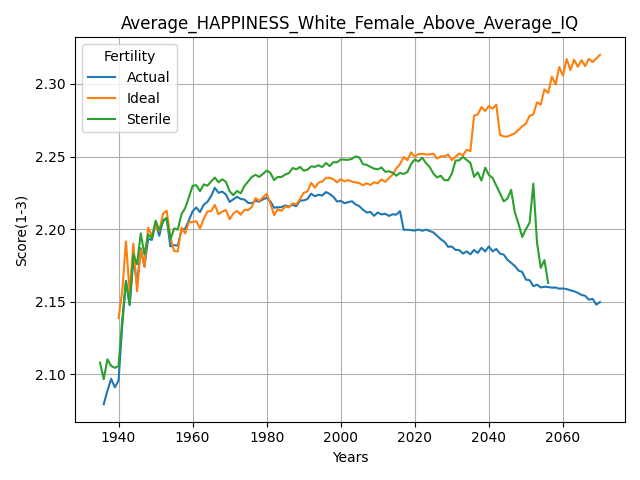 Average_HAPPINESS_White_Female_Above_Average_IQ
Fertility
Actual
Ideal
Sterile
Score(1-3)
2.30
2.25
2.20
2.15
2.10
1940 1960 1980 2000 2020 2040 2060
Years